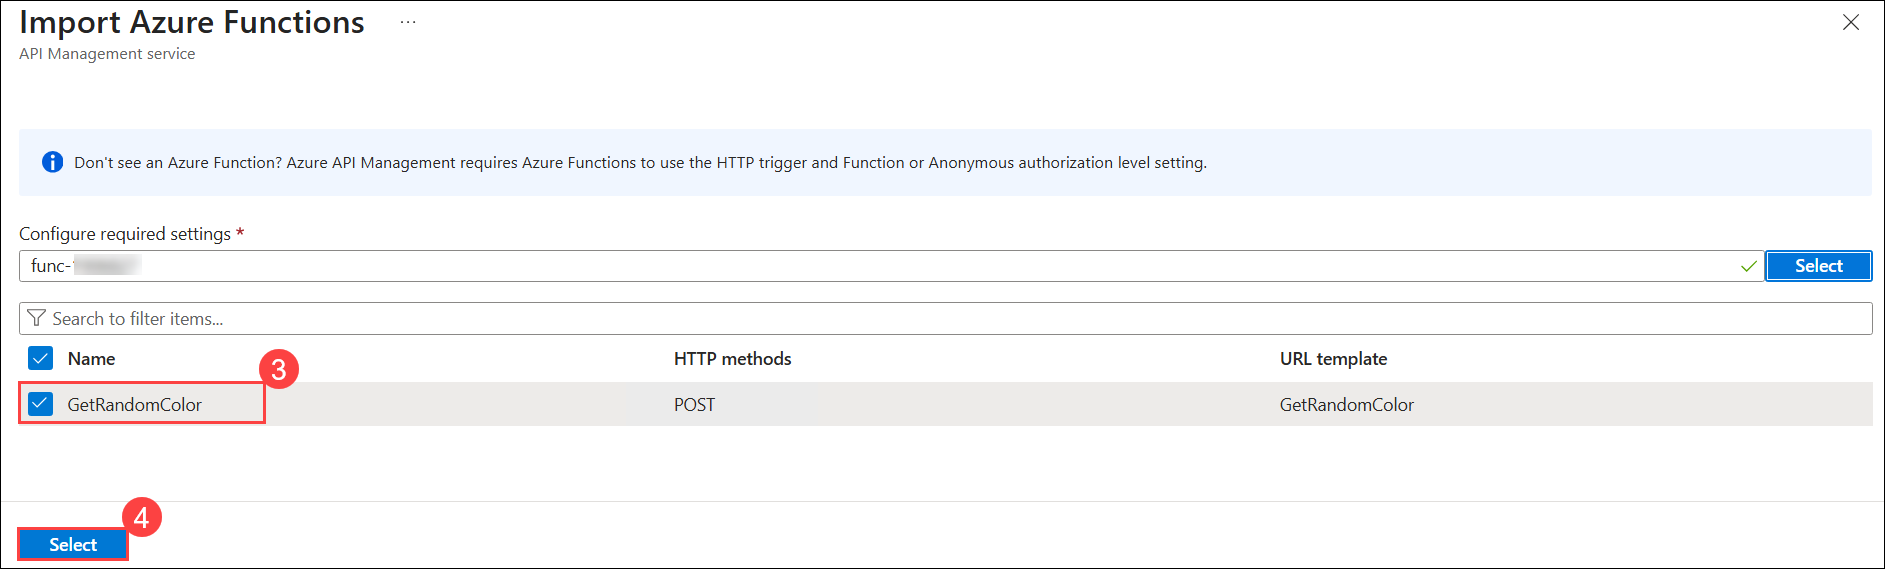 Import Azure Functions ...
API Management service
Don't see an Azure Function? Azure API Management requires Azure Functions to use the HTTP trigger and Function or Anonymous authorization level setting.
Configure required settings *
func- Select
Search to filter items...
Name HTTP methods URL template
3
GetRandomColor POST GetRandomColor
4
Select